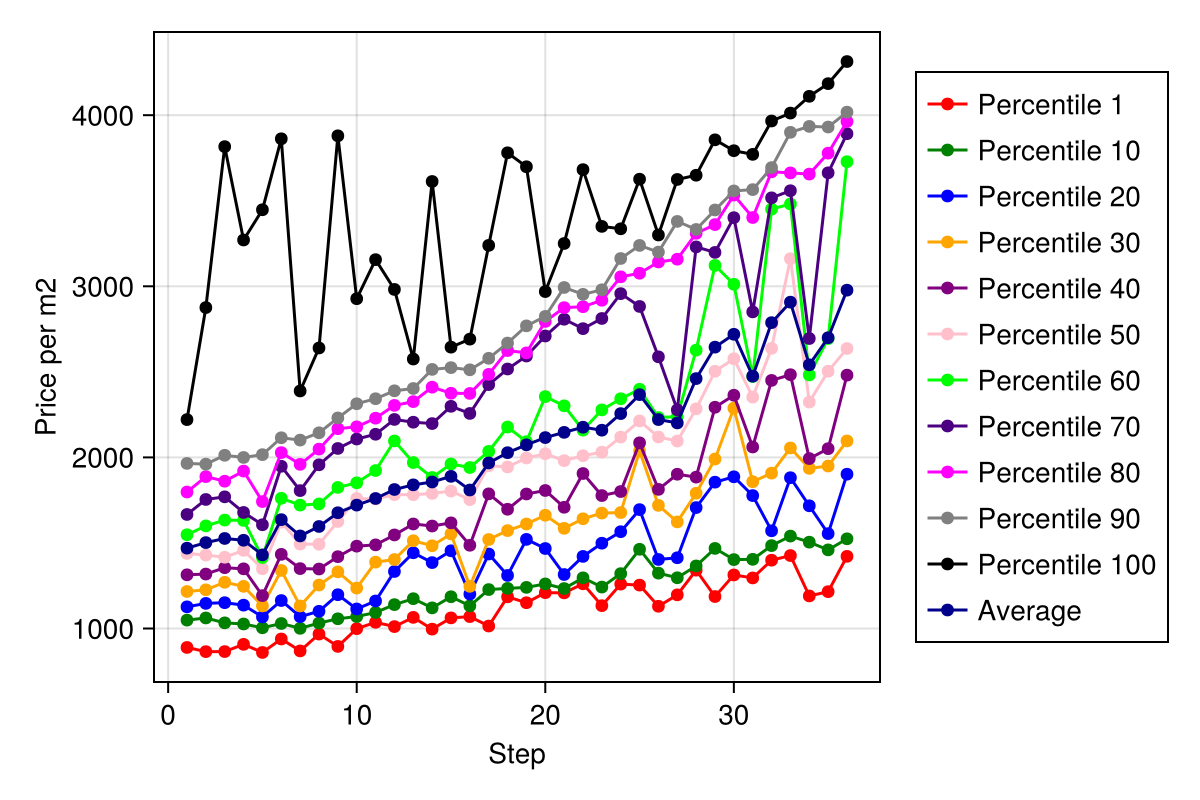 4000
3000
2000
1000
Price per m2
0 10 20 30
Step
Percentile 1
Percentile 10
Percentile 20
Percentile 30
Percentile 40
Percentile 50
Percentile 60
Percentile 70
Percentile 80
Percentile 90
Percentile 100
Average